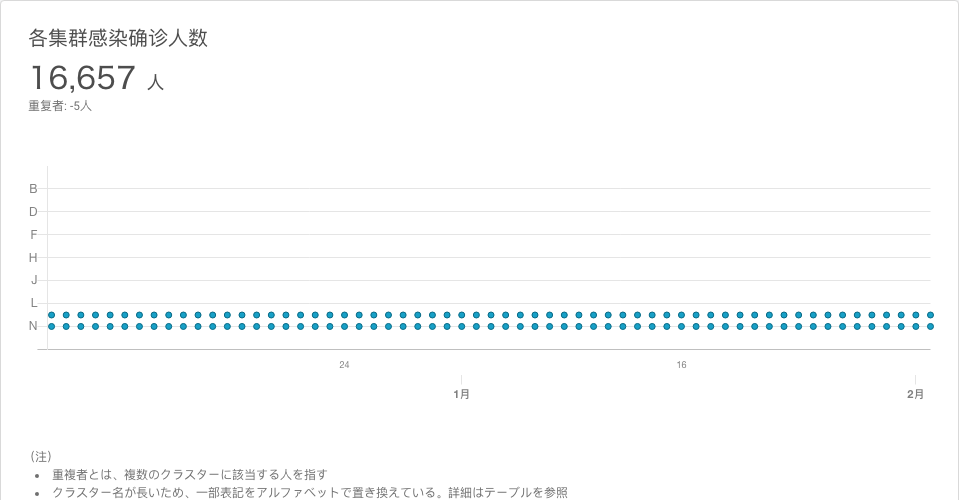 各集群感染确诊人数
16,657 人
重复者: -5人
B
D
F
H
J
L
N
24
16
1月
2月
（注）
• 重複者とは、複数のクラスターに該当する人を指す
• クラスター名が長いため、一部表記をアルファベットで置き換えている。詳細はテーブルを参照